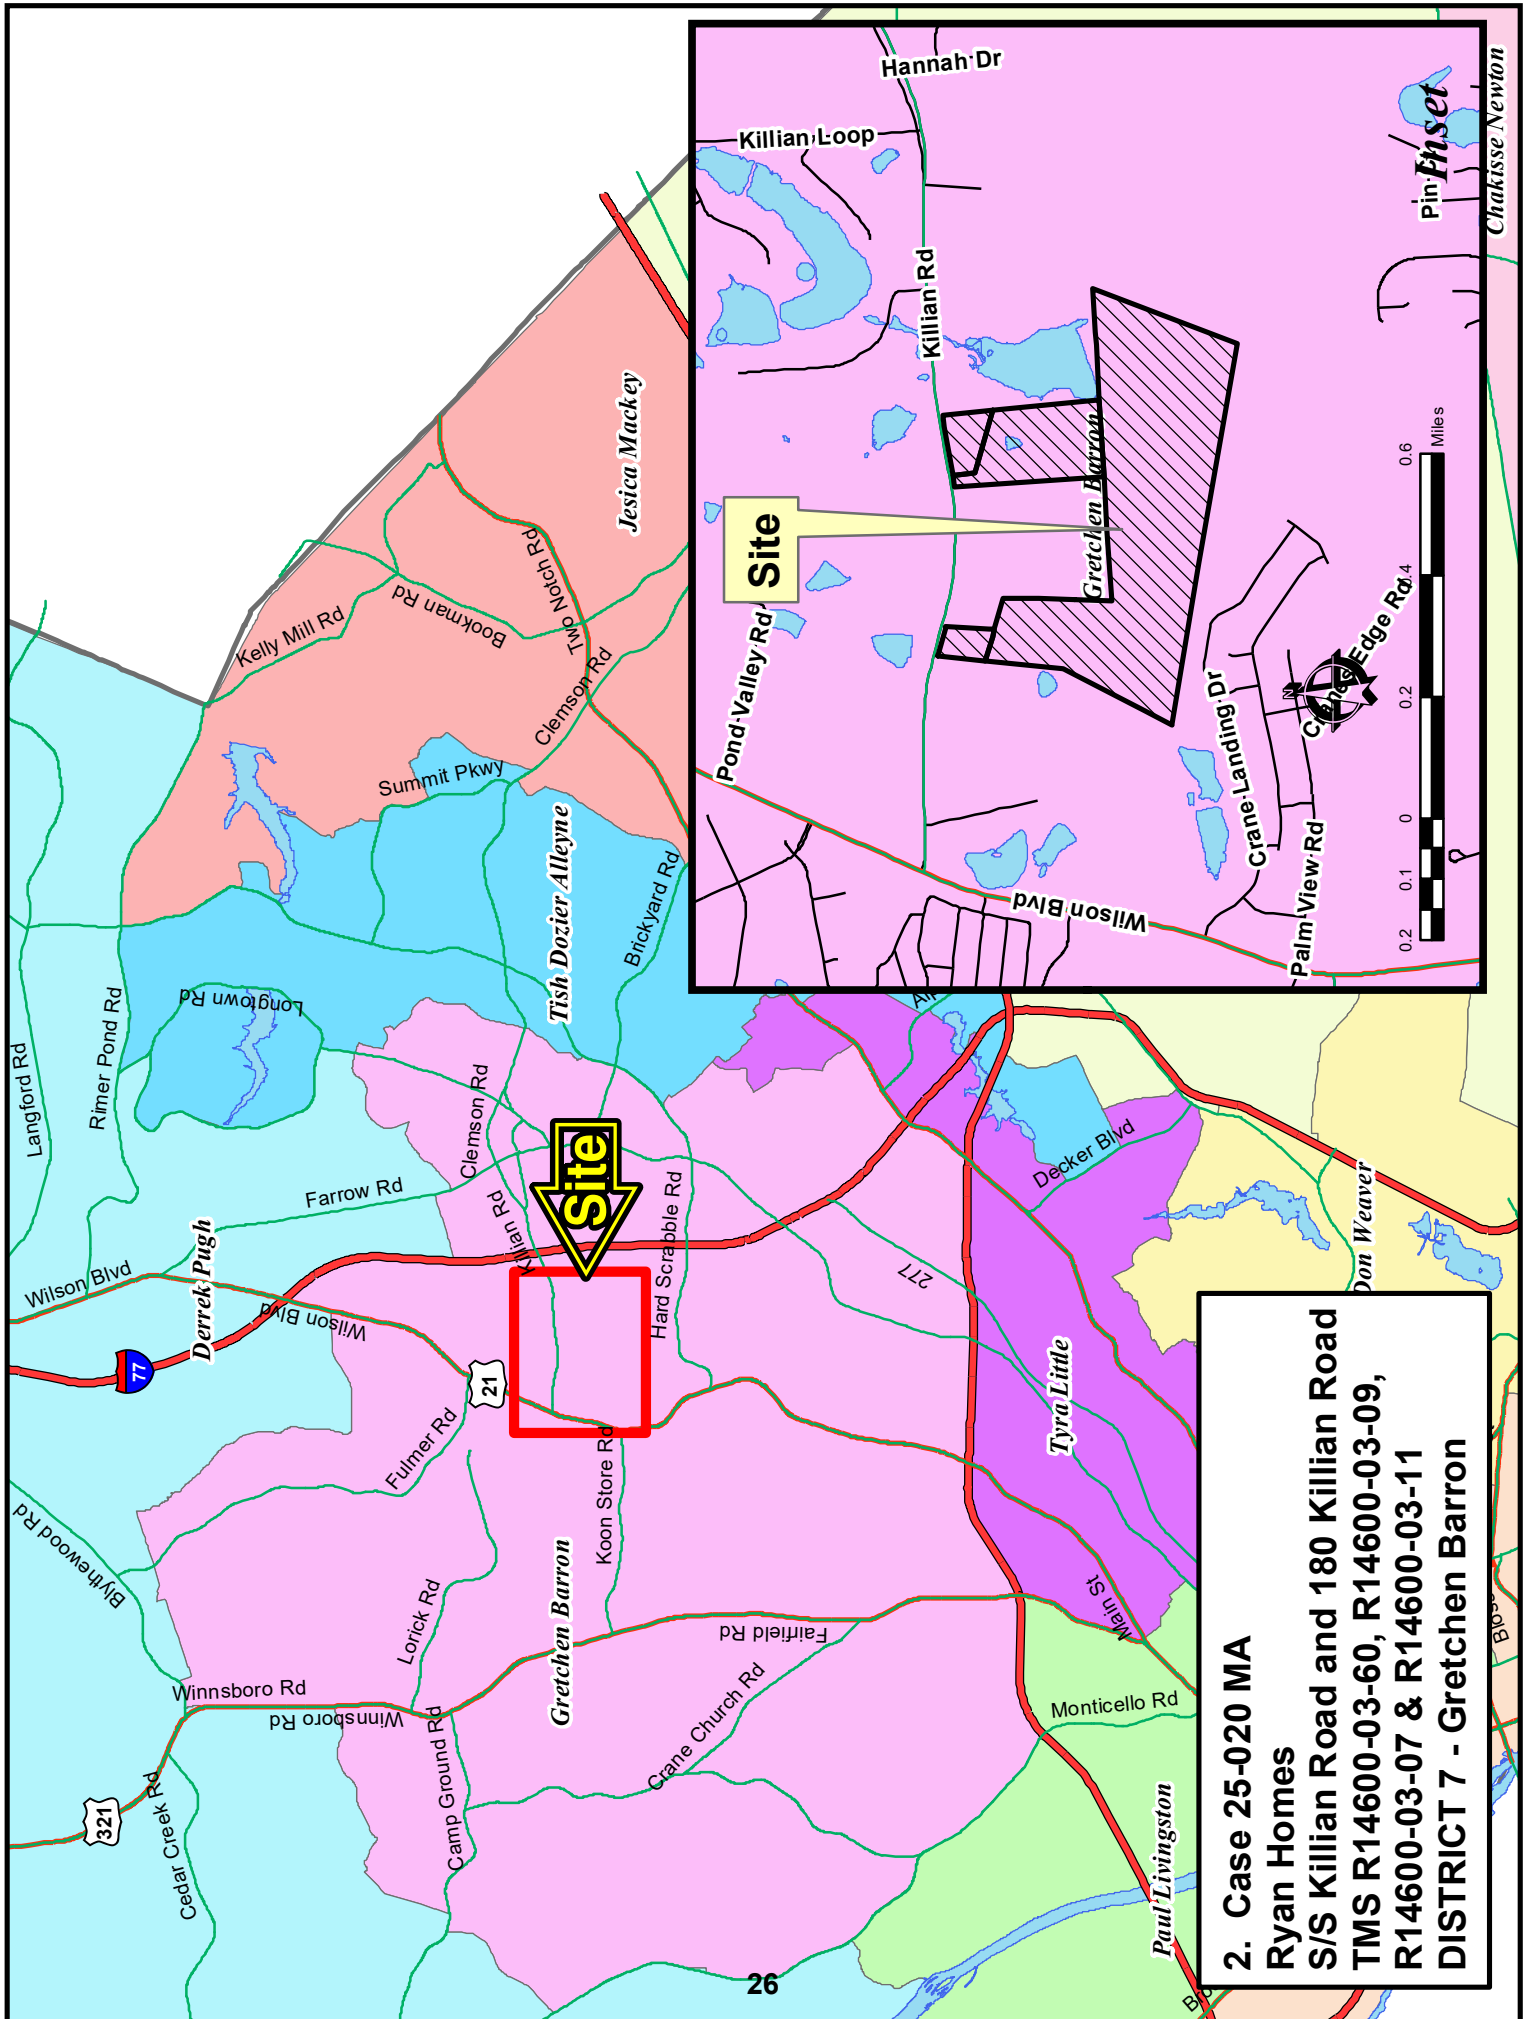 Hannah Dr
Killian Loop
Killian Rd
Inset
Pin
Chakisse Newton
Site
Gretchen Barron
Pond Valley Rd
Crane Landing Dr
Cranes Edge Rd
Palm View Rd
Wilson Blvd
N
0.2 0.1 0 0.2 0.4 0.6
Miles
Jesica Mackey
Kelly Mill Rd
Bookman Rd
Two Notch Rd
Clemson Rd
Summit Pkwy
Tish Dozier Alleyne
Brickyard Rd
Longtown Rd
Rimer Pond Rd
Langford Rd
Clemson Rd
Farrow Rd
Killian Rd
Site
Hard Scrabble Rd
Derrek Pugh
Wilson Blvd
Wilson Blvd
77
21
277
Decker Blvd
Don Weaver
Tyra Little
Alp
Blythewood Rd
Fulmer Rd
Koon Store Rd
Lorick Rd
Gretchen Barron
Fairfield Rd
Main St
Winnsboro Rd
Winnsboro Rd
Camp Ground Rd
Crane Church Rd
Monticello Rd
321
Cedar Creek Rd
Paul Livingston
Blos
2. Case 25-020 MA
Ryan Homes
S/S Killian Road and 180 Killian Road
TMS R14600-03-60, R14600-03-09,
R14600-03-07 & R14600-03-11
DISTRICT 7 - Gretchen Barron
26